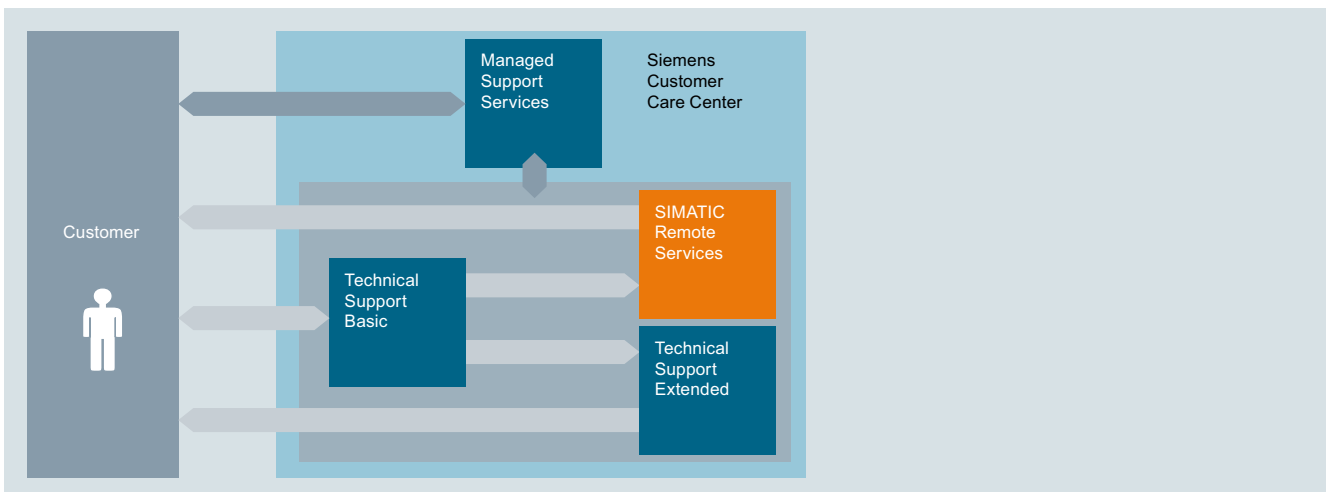 Managed
Support
Services
Siemens
Customer
Care Center
Customer
SIMATIC
Remote
Services
Technical
Support
Basic
Technical
Support
Extended